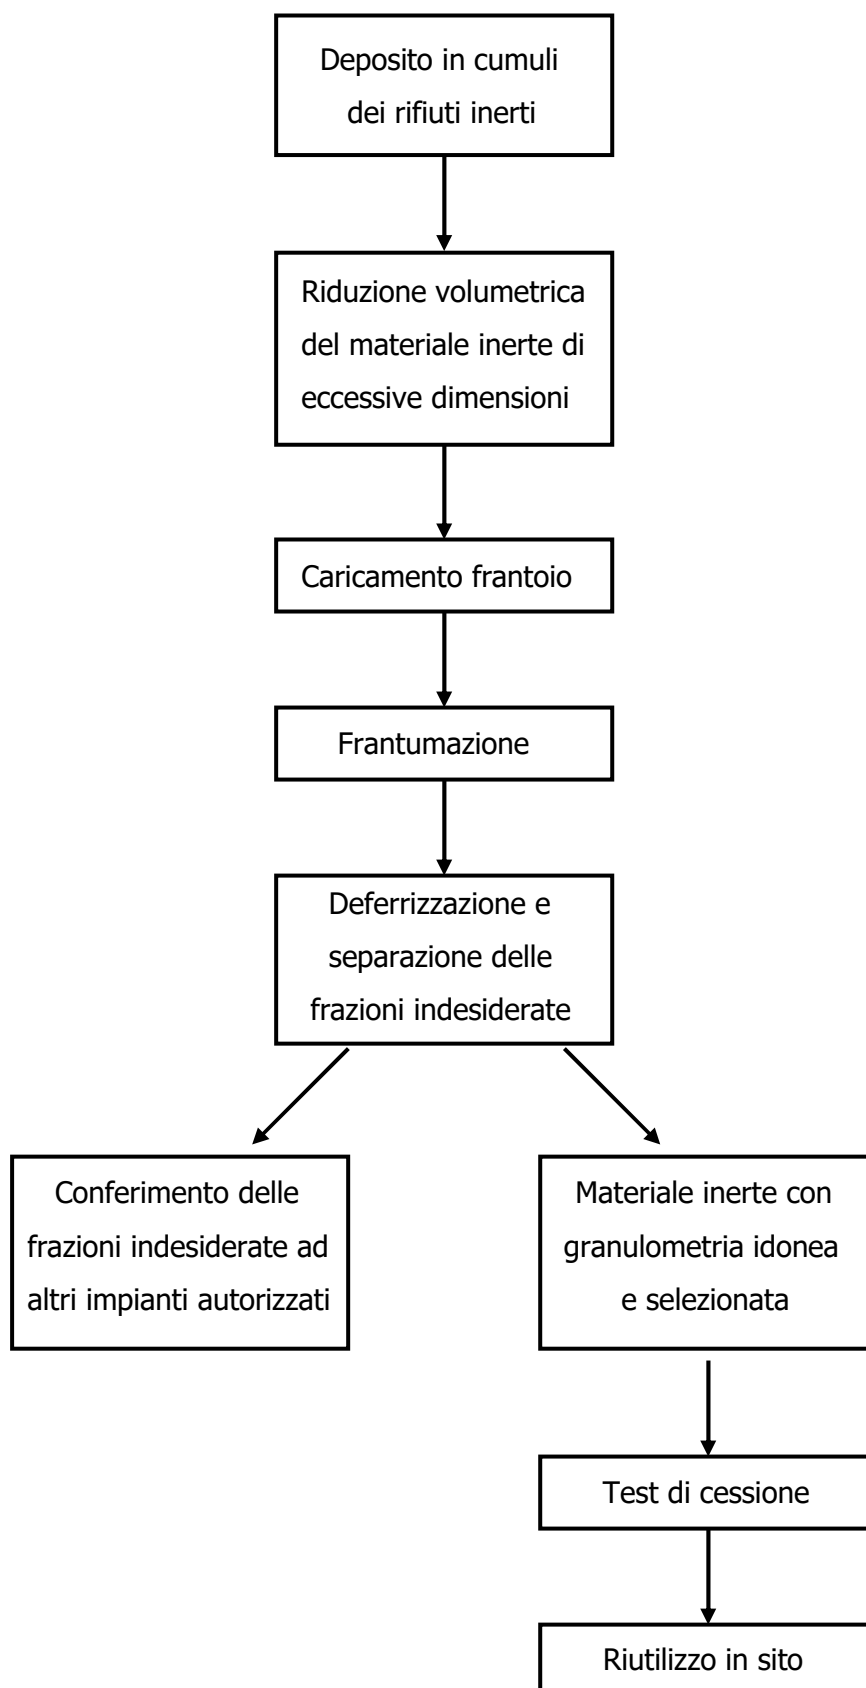 Deposito in cumuli
dei rifiuti inerti
Riduzione volumetrica
del materiale inerte di
eccessive dimensioni
Caricamento frantoio
Frantumazione
Deferrizzazione e
separazione delle
frazioni indesiderate
Conferimento delle
frazioni indesiderate ad
altri impianti autorizzati
Materiale inerte con
granulometria idonea
e selezionata
Test di cessione
Riutilizzo in sito